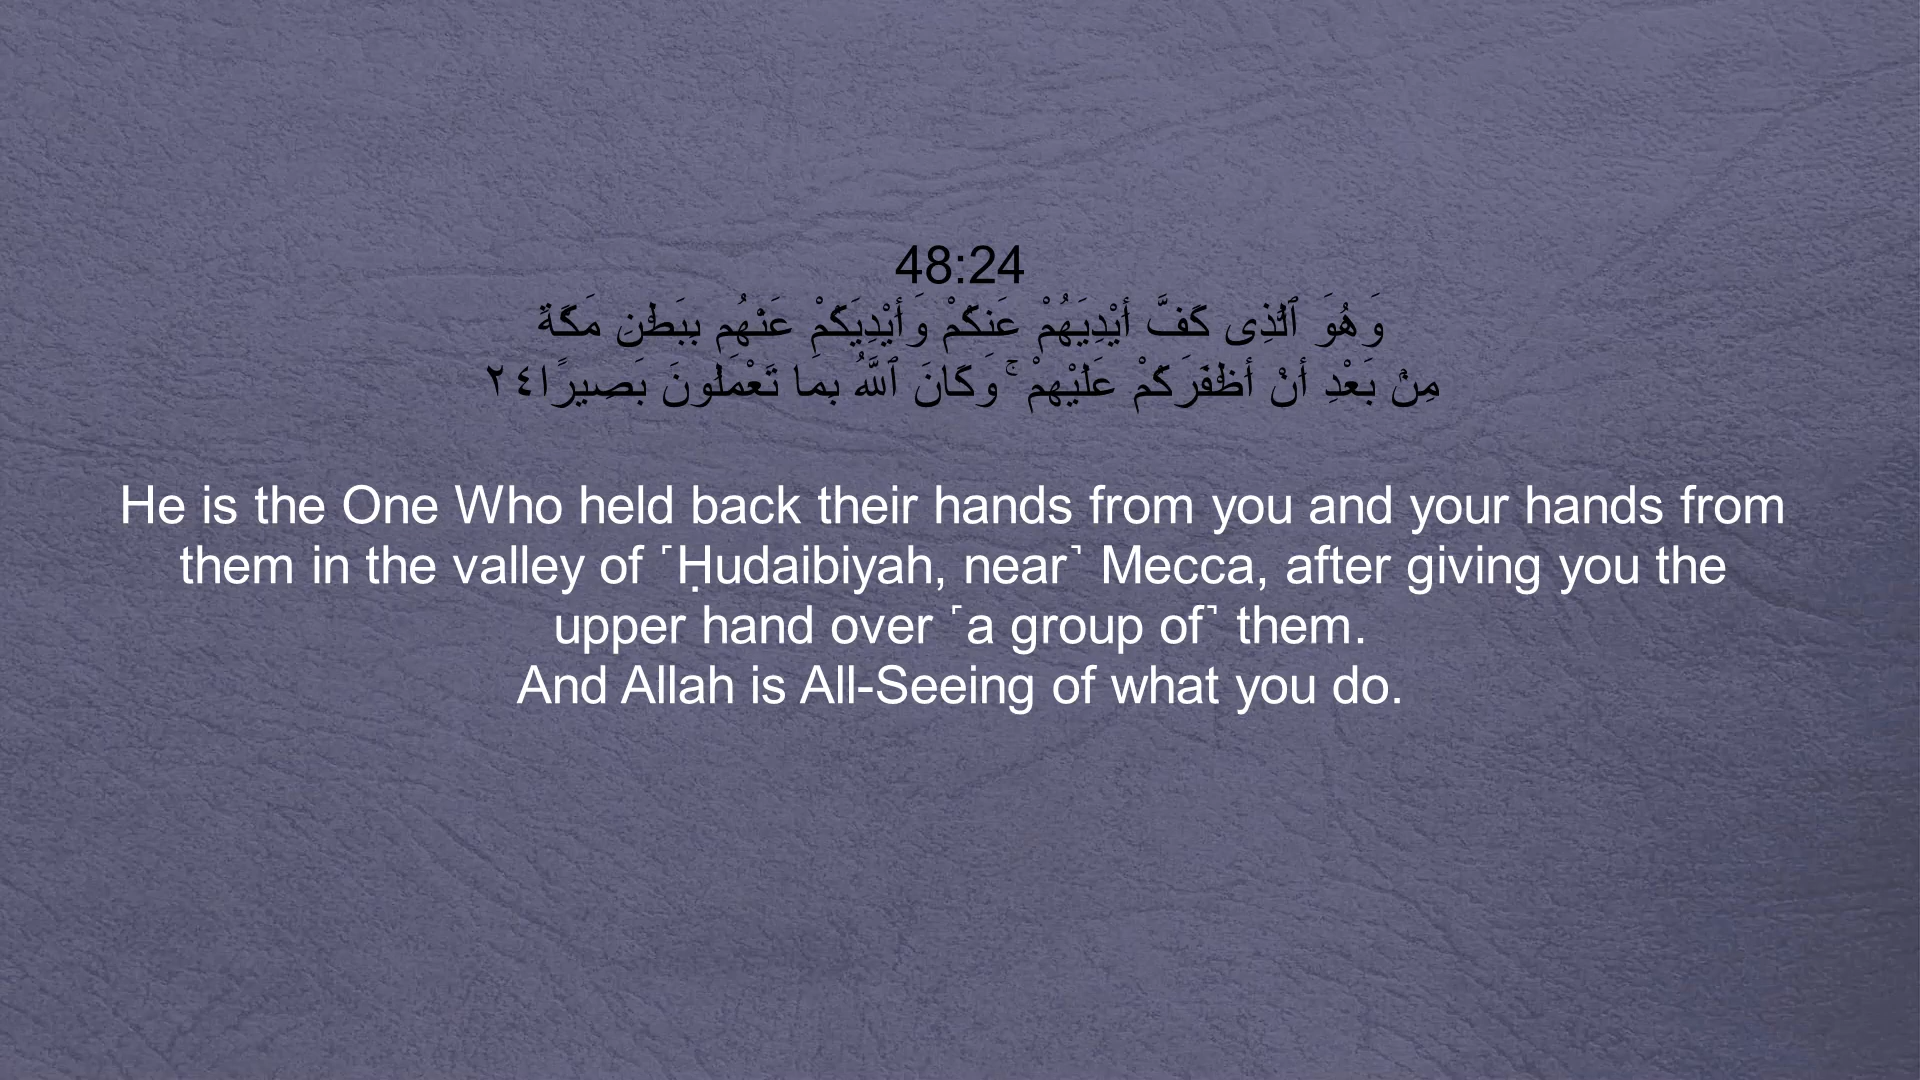 48:24
وَهُوَ ٱلَّذِى كَفَّ أَيْدِيَهُمْ عَنكُمْ وَأَيْدِيَكُمْ عَنْهُم بِبَطْنِ مَكَّةَ
مِنۢ بَعْدِ أَنْ أَظْفَرَكُمْ عَلَيْهِمْ ۚ وَكَانَ ٱللَّهُ بِمَا تَعْمَلُونَ بَصِيرًا٢٤
He is the One Who held back their hands from you and your hands from
them in the valley of ˹Ḥudaibiyah, near˺ Mecca, after giving you the
upper hand over ˹a group of˺ them.
And Allah is All-Seeing of what you do.